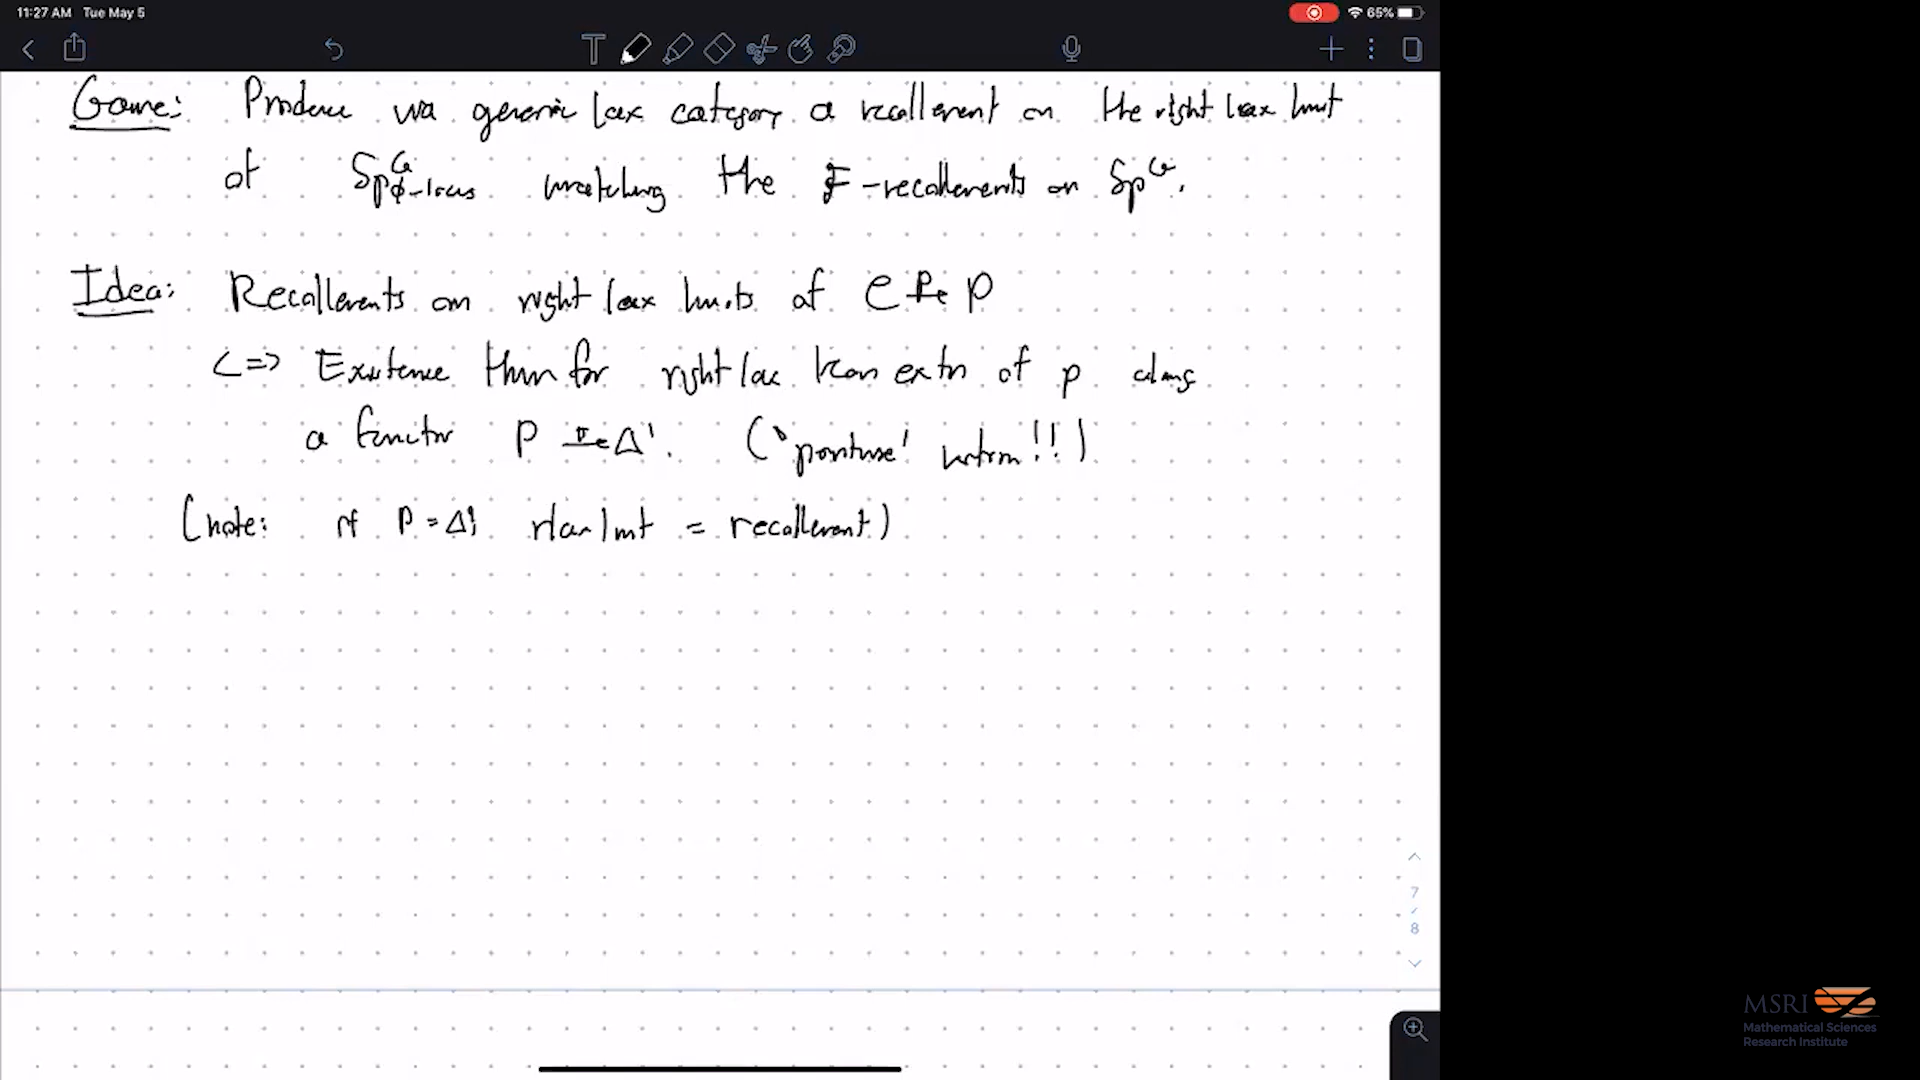 11:27 AM Tue May 5
65%
Game: Produce via generic lax category a recollement on the right lax limit
of Sp^G_{ϕ-locus} matching the F-recollements on Sp^G.
Idea: Recollements on right lax limits of C →^p P
<=> Existence thm for right lax Kan extn of p along
a functor P →^π Δ¹. ('pointwise' !!)
(note: if P = Δ¹, rlax lmt = recollement)
7
/
8
MSRI
Mathematical Sciences
Research Institute